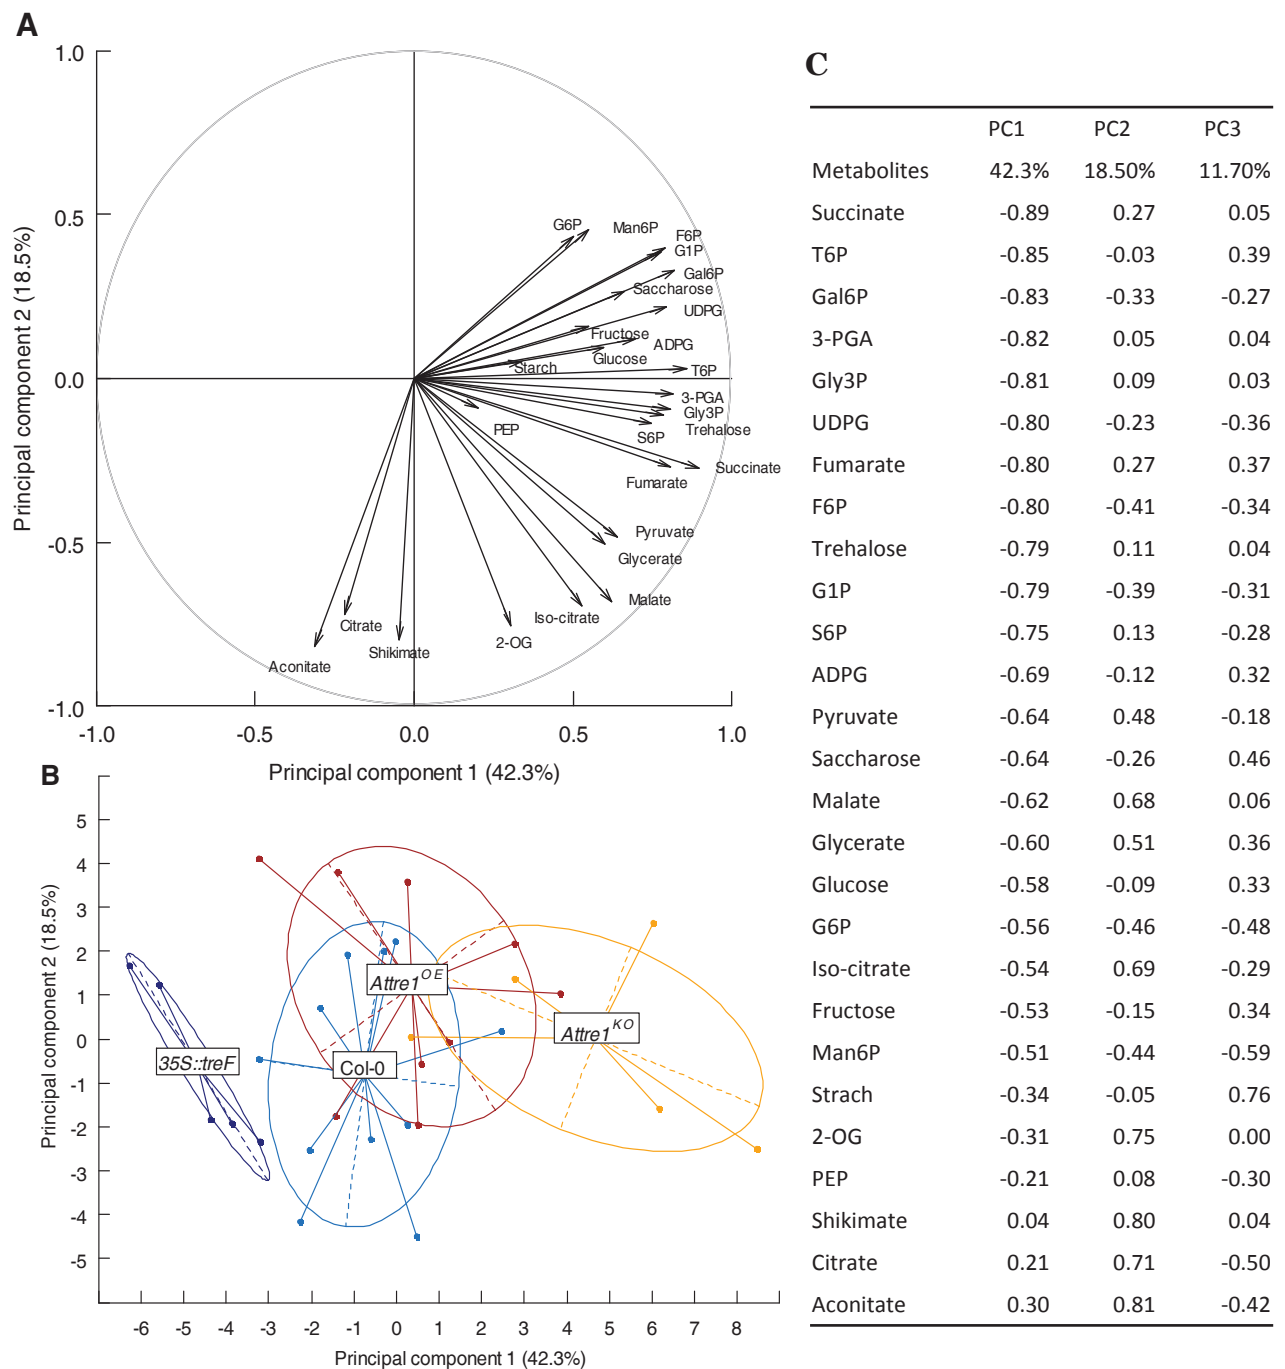 A
1.0
0.5
0.0
-0.5
-1.0
Principal component 2 (18.5%)
G6P
Man6P
F6P
G1P
Gal6P
Saccharose
UDPG
Fructose
ADPG
Glucose
Starch
T6P
3-PGA
Gly3P
PEP
Trehalose
S6P
Succinate
Fumarate
Pyruvate
Glycerate
Malate
Iso-citrate
Citrate
2-OG
Shikimate
Aconitate
-1.0 -0.5 0.0 0.5 1.0
Principal component 1 (42.3%)
B
5
4
3
2
1
0
-1
-2
-3
-4
-5
Principal component 2 (18.5%)
Attre1OE
Attre1KO
35S::treF
Col-0
-6 -5 -4 -3 -2 -1 0 1 2 3 4 5 6 7 8
Principal component 1 (42.3%)
C
PC1 PC2 PC3
Metabolites 42.3% 18.50% 11.70%
Succinate -0.89 0.27 0.05
T6P -0.85 -0.03 0.39
Gal6P -0.83 -0.33 -0.27
3-PGA -0.82 0.05 0.04
Gly3P -0.81 0.09 0.03
UDPG -0.80 -0.23 -0.36
Fumarate -0.80 0.27 0.37
F6P -0.80 -0.41 -0.34
Trehalose -0.79 0.11 0.04
G1P -0.79 -0.39 -0.31
S6P -0.75 0.13 -0.28
ADPG -0.69 -0.12 0.32
Pyruvate -0.64 0.48 -0.18
Saccharose -0.64 -0.26 0.46
Malate -0.62 0.68 0.06
Glycerate -0.60 0.51 0.36
Glucose -0.58 -0.09 0.33
G6P -0.56 -0.46 -0.48
Iso-citrate -0.54 0.69 -0.29
Fructose -0.53 -0.15 0.34
Man6P -0.51 -0.44 -0.59
Strach -0.34 -0.05 0.76
2-OG -0.31 0.75 0.00
PEP -0.21 0.08 -0.30
Shikimate 0.04 0.80 0.04
Citrate 0.21 0.71 -0.50
Aconitate 0.30 0.81 -0.42